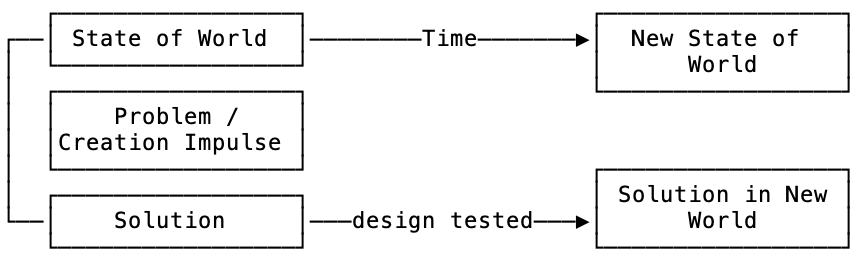 State of World
Time
New State of
World
Problem /
Creation Impulse
Solution
design tested
Solution in New
World